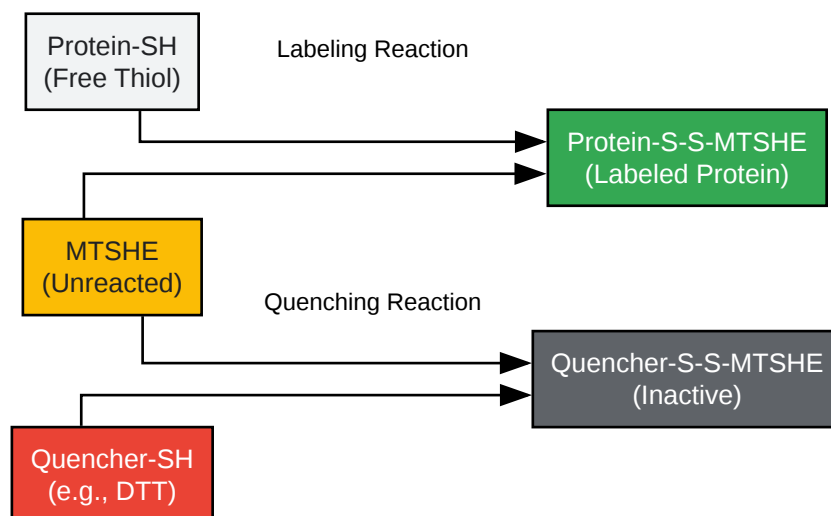 Protein-SH
(Free Thiol)
Labeling Reaction
Protein-S-S-MTSHE
(Labeled Protein)
MTSHE
(Unreacted)
Quenching Reaction
Quencher-S-S-MTSHE
(Inactive)
Quencher-SH
(e.g., DTT)